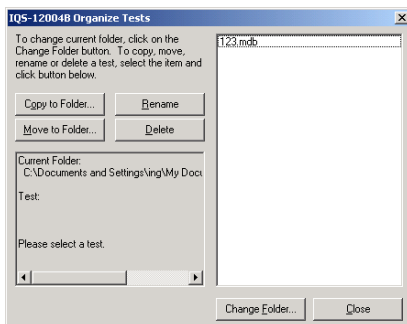 IQS-12004B Organize Tests
To change current folder, click on the
Change Folder button. To copy, move,
rename or delete a test, select the item and
click button below.
Copy to Folder...
Rename
Move to Folder...
Delete
Current Folder:
C:\Documents and Settings\ing\My Docu
Test:
Please select a test.
123.mdb
Change Folder...
Close